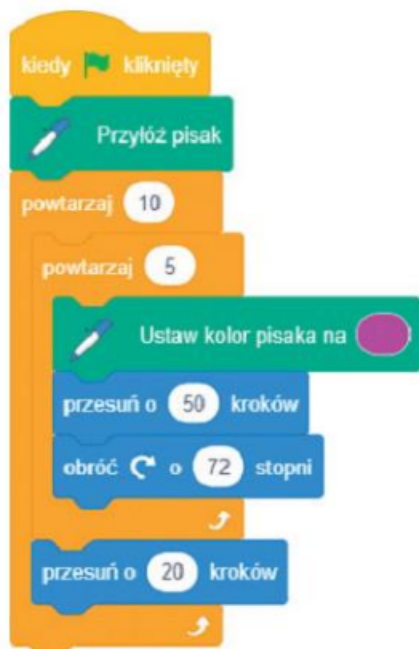 kiedy kliknięty
Przyłóż pisak
powtarzaj 10
powtarzaj 5
Ustaw kolor pisaka na
przesuń o 50 kroków
obróć o 72 stopni
przesuń o 20 kroków